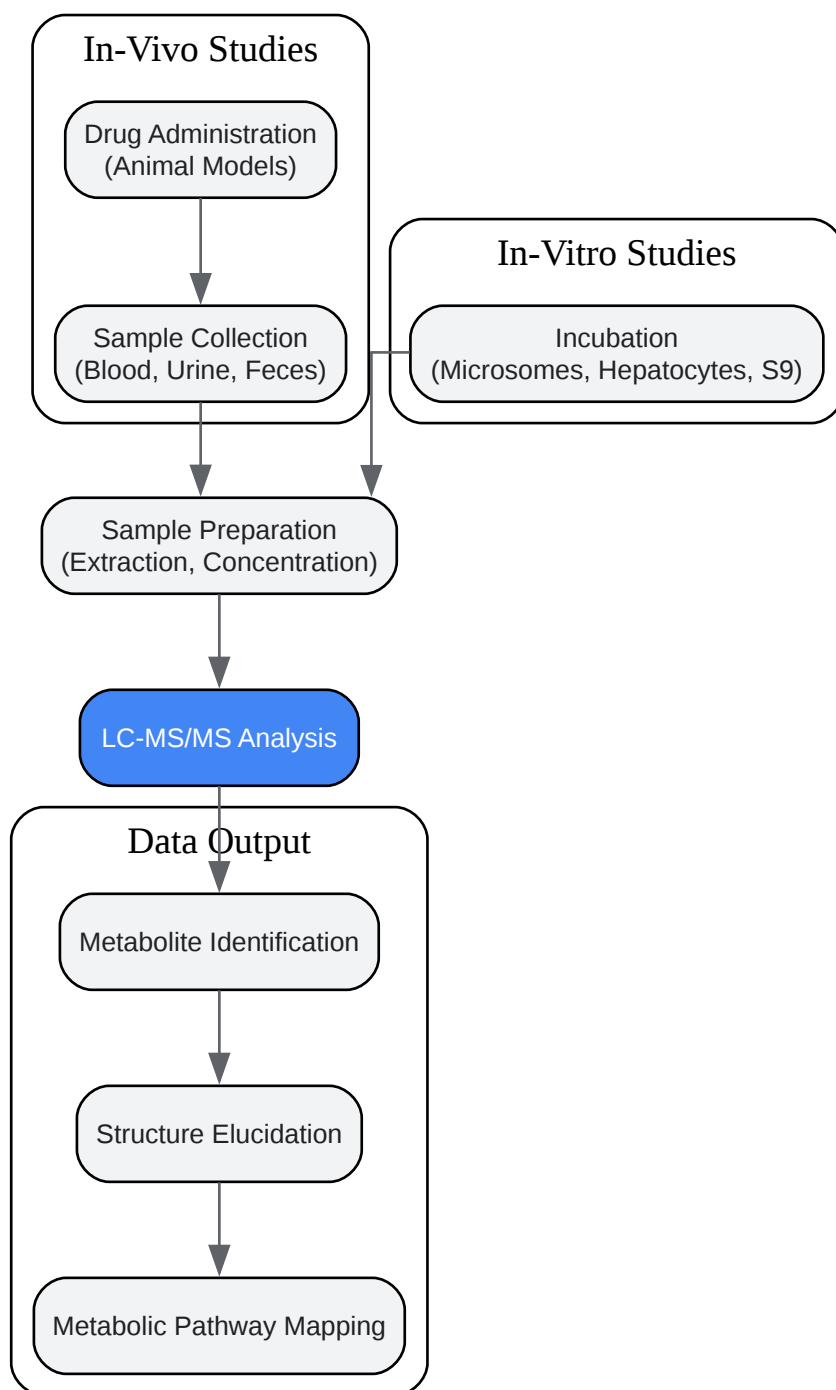 In-Vivo Studies
Drug Administration
(Animal Models)
Sample Collection
(Blood, Urine, Feces)
In-Vitro Studies
Incubation
(Microsomes, Hepatocytes, S9)
Sample Preparation
(Extraction, Concentration)
LC-MS/MS Analysis
Data Output
Metabolite Identification
Structure Elucidation
Metabolic Pathway Mapping